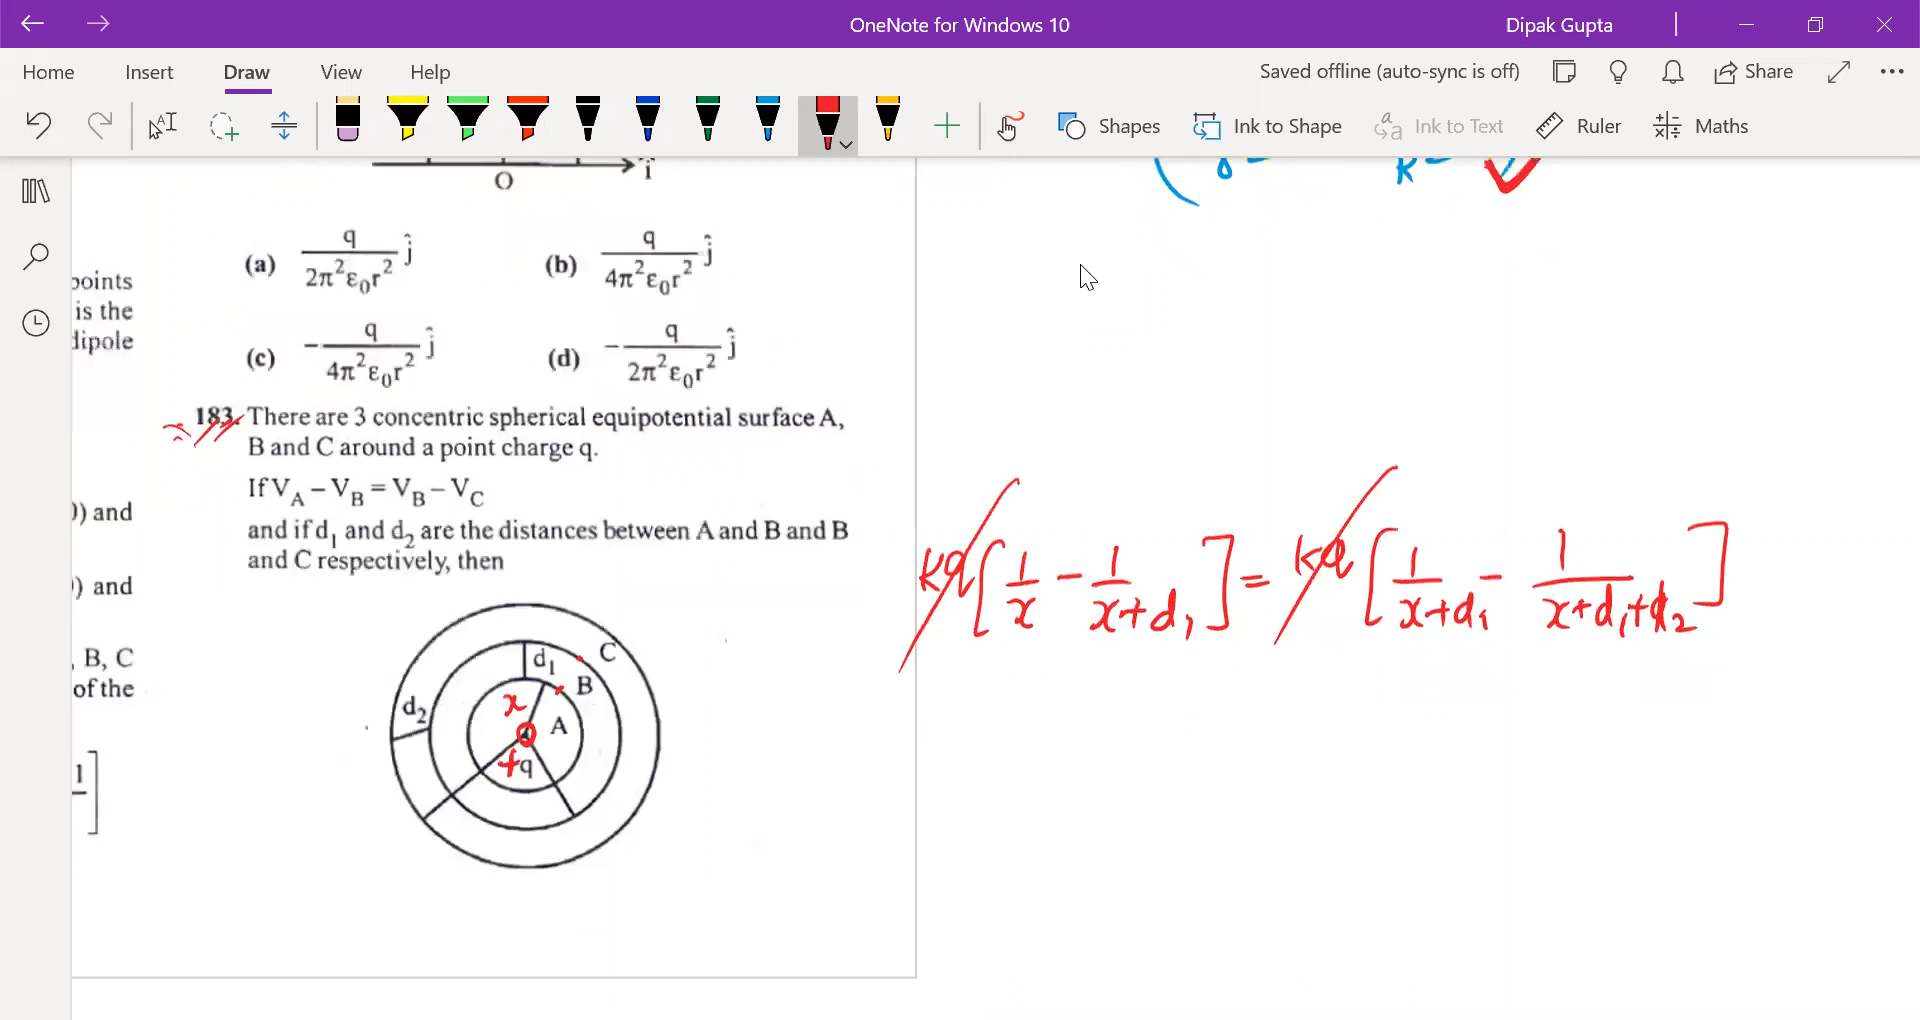 OneNote for Windows 10
Dipak Gupta
Home Insert Draw View Help
Saved offline (auto-sync is off) Share
Shapes Ink to Shape Ink to Text Ruler Maths
î
O
(a) q / 2π²ε₀r² ĵ (b) q / 4π²ε₀r² ĵ
(c) − q / 4π²ε₀r² ĵ (d) − q / 2π²ε₀r² ĵ
points
is the
dipole
)) and
) and
, B, C
of the
1
183. There are 3 concentric spherical equipotential surface A,
B and C around a point charge q.
If V_A – V_B = V_B – V_C
and if d₁ and d₂ are the distances between A and B and B
and C respectively, then
d₁ C
B
x
d₂
A
+q
kq [1/x − 1/(x+d₁)] = kq [1/(x+d₁) − 1/(x+d₁+d₂)]